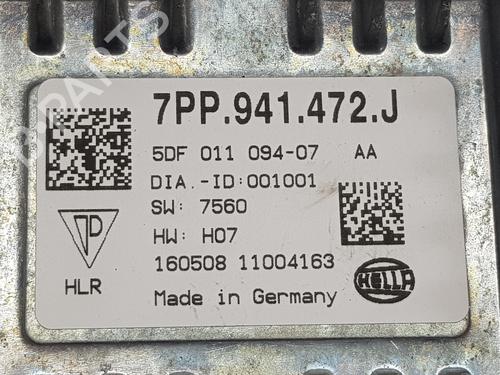 7PP.941.472.J
5DF 011 094-07 AA
DIA.-ID:001001
SW: 7560
HW: H07
160508 11004163
HLR
Made in Germany
HELLA